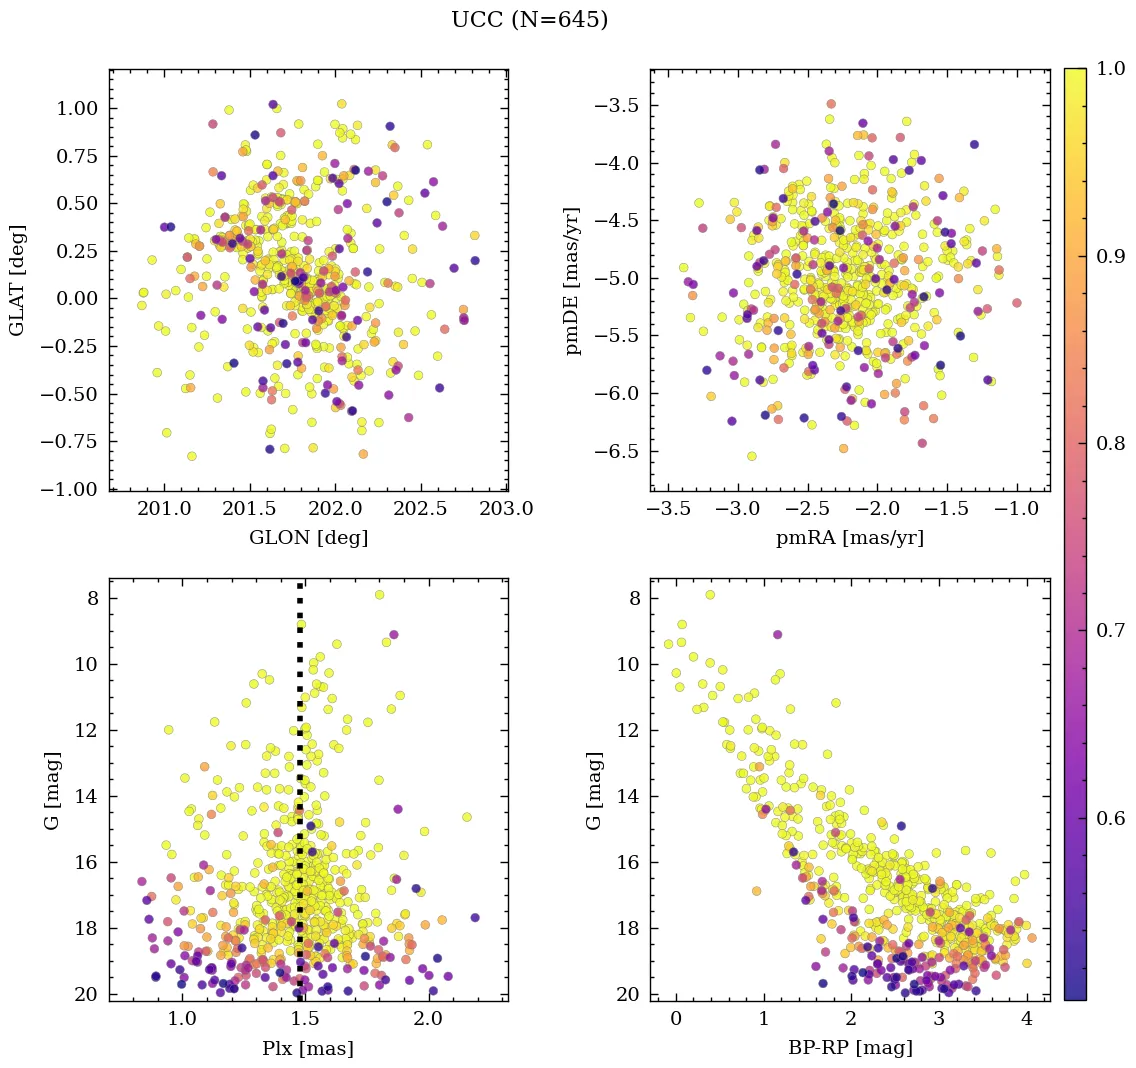 UCC (N=645)
1.00
0.75
0.50
0.25
0.00
−0.25
−0.50
−0.75
−1.00
GLAT [deg]
201.0 201.5 202.0 202.5 203.0
GLON [deg]
−3.5
−4.0
−4.5
−5.0
−5.5
−6.0
−6.5
pmDE [mas/yr]
−3.5 −3.0 −2.5 −2.0 −1.5 −1.0
pmRA [mas/yr]
1.0
0.9
0.8
0.7
0.6
8
10
12
14
16
18
20
G [mag]
1.0 1.5 2.0
Plx [mas]
8
10
12
14
16
18
20
G [mag]
0 1 2 3 4
BP-RP [mag]